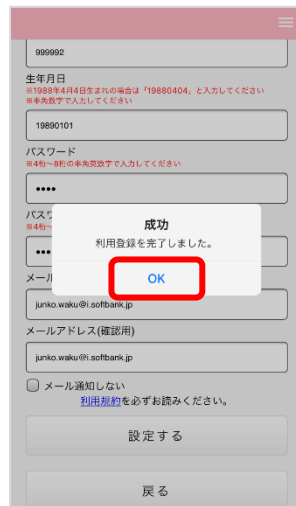 999992
生年月日
※1988年4月4日生まれの場合は「19880404」と入力してください
※半角数字で入力してください
19890101
パスワード
※4桁～8桁の半角英数字で入力してください
••••
パスワ
※4桁～
成功
利用登録を完了しました。
•••
OK
メール
junko.waku@i.softbank.jp
メールアドレス(確認用)
junko.waku@i.softbank.jp
メール通知しない
利用規約を必ずお読みください。
設定する
戻る